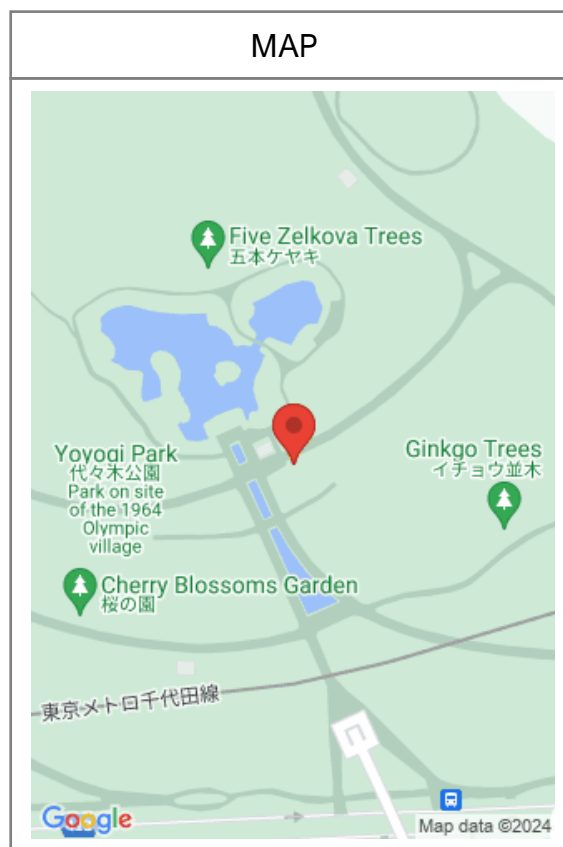 MAP
Five Zelkova Trees
五本ケヤキ
Yoyogi Park
代々木公園
Park on site
of the 1964
Olympic
village
Ginkgo Trees
イチョウ並木
Cherry Blossoms Garden
桜の園
東京メトロ千代田線
Google
Map data ©2024